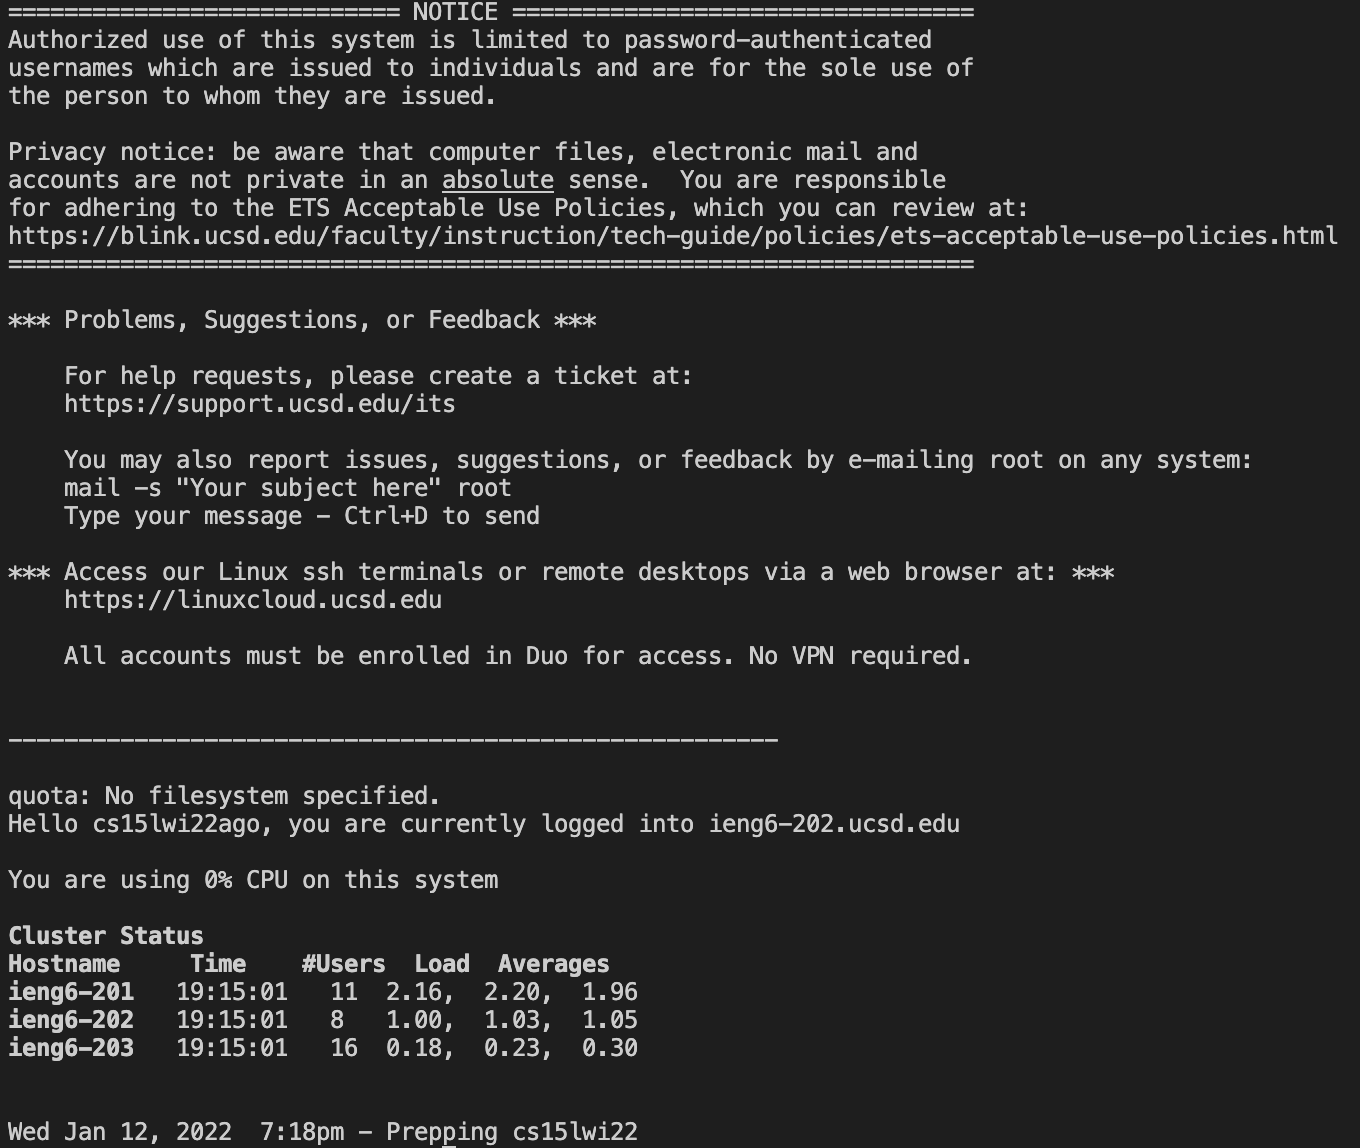 ============================ NOTICE =================================
Authorized use of this system is limited to password-authenticated
usernames which are issued to individuals and are for the sole use of
the person to whom they are issued.

Privacy notice: be aware that computer files, electronic mail and
accounts are not private in an absolute sense.  You are responsible
for adhering to the ETS Acceptable Use Policies, which you can review at:
https://blink.ucsd.edu/faculty/instruction/tech-guide/policies/ets-acceptable-use-policies.html
=====================================================================

*** Problems, Suggestions, or Feedback ***

    For help requests, please create a ticket at:
    https://support.ucsd.edu/its

    You may also report issues, suggestions, or feedback by e-mailing root on any system:
    mail -s "Your subject here" root
    Type your message - Ctrl+D to send

*** Access our Linux ssh terminals or remote desktops via a web browser at: ***
    https://linuxcloud.ucsd.edu

    All accounts must be enrolled in Duo for access. No VPN required.


-------------------------------------------------------

quota: No filesystem specified.
Hello cs15lwi22ago, you are currently logged into ieng6-202.ucsd.edu

You are using 0% CPU on this system

Cluster Status
Hostname     Time    #Users  Load  Averages
ieng6-201   19:15:01   11  2.16,  2.20,  1.96
ieng6-202   19:15:01   8   1.00,  1.03,  1.05
ieng6-203   19:15:01   16  0.18,  0.23,  0.30


Wed Jan 12, 2022  7:18pm - Prepping cs15lwi22